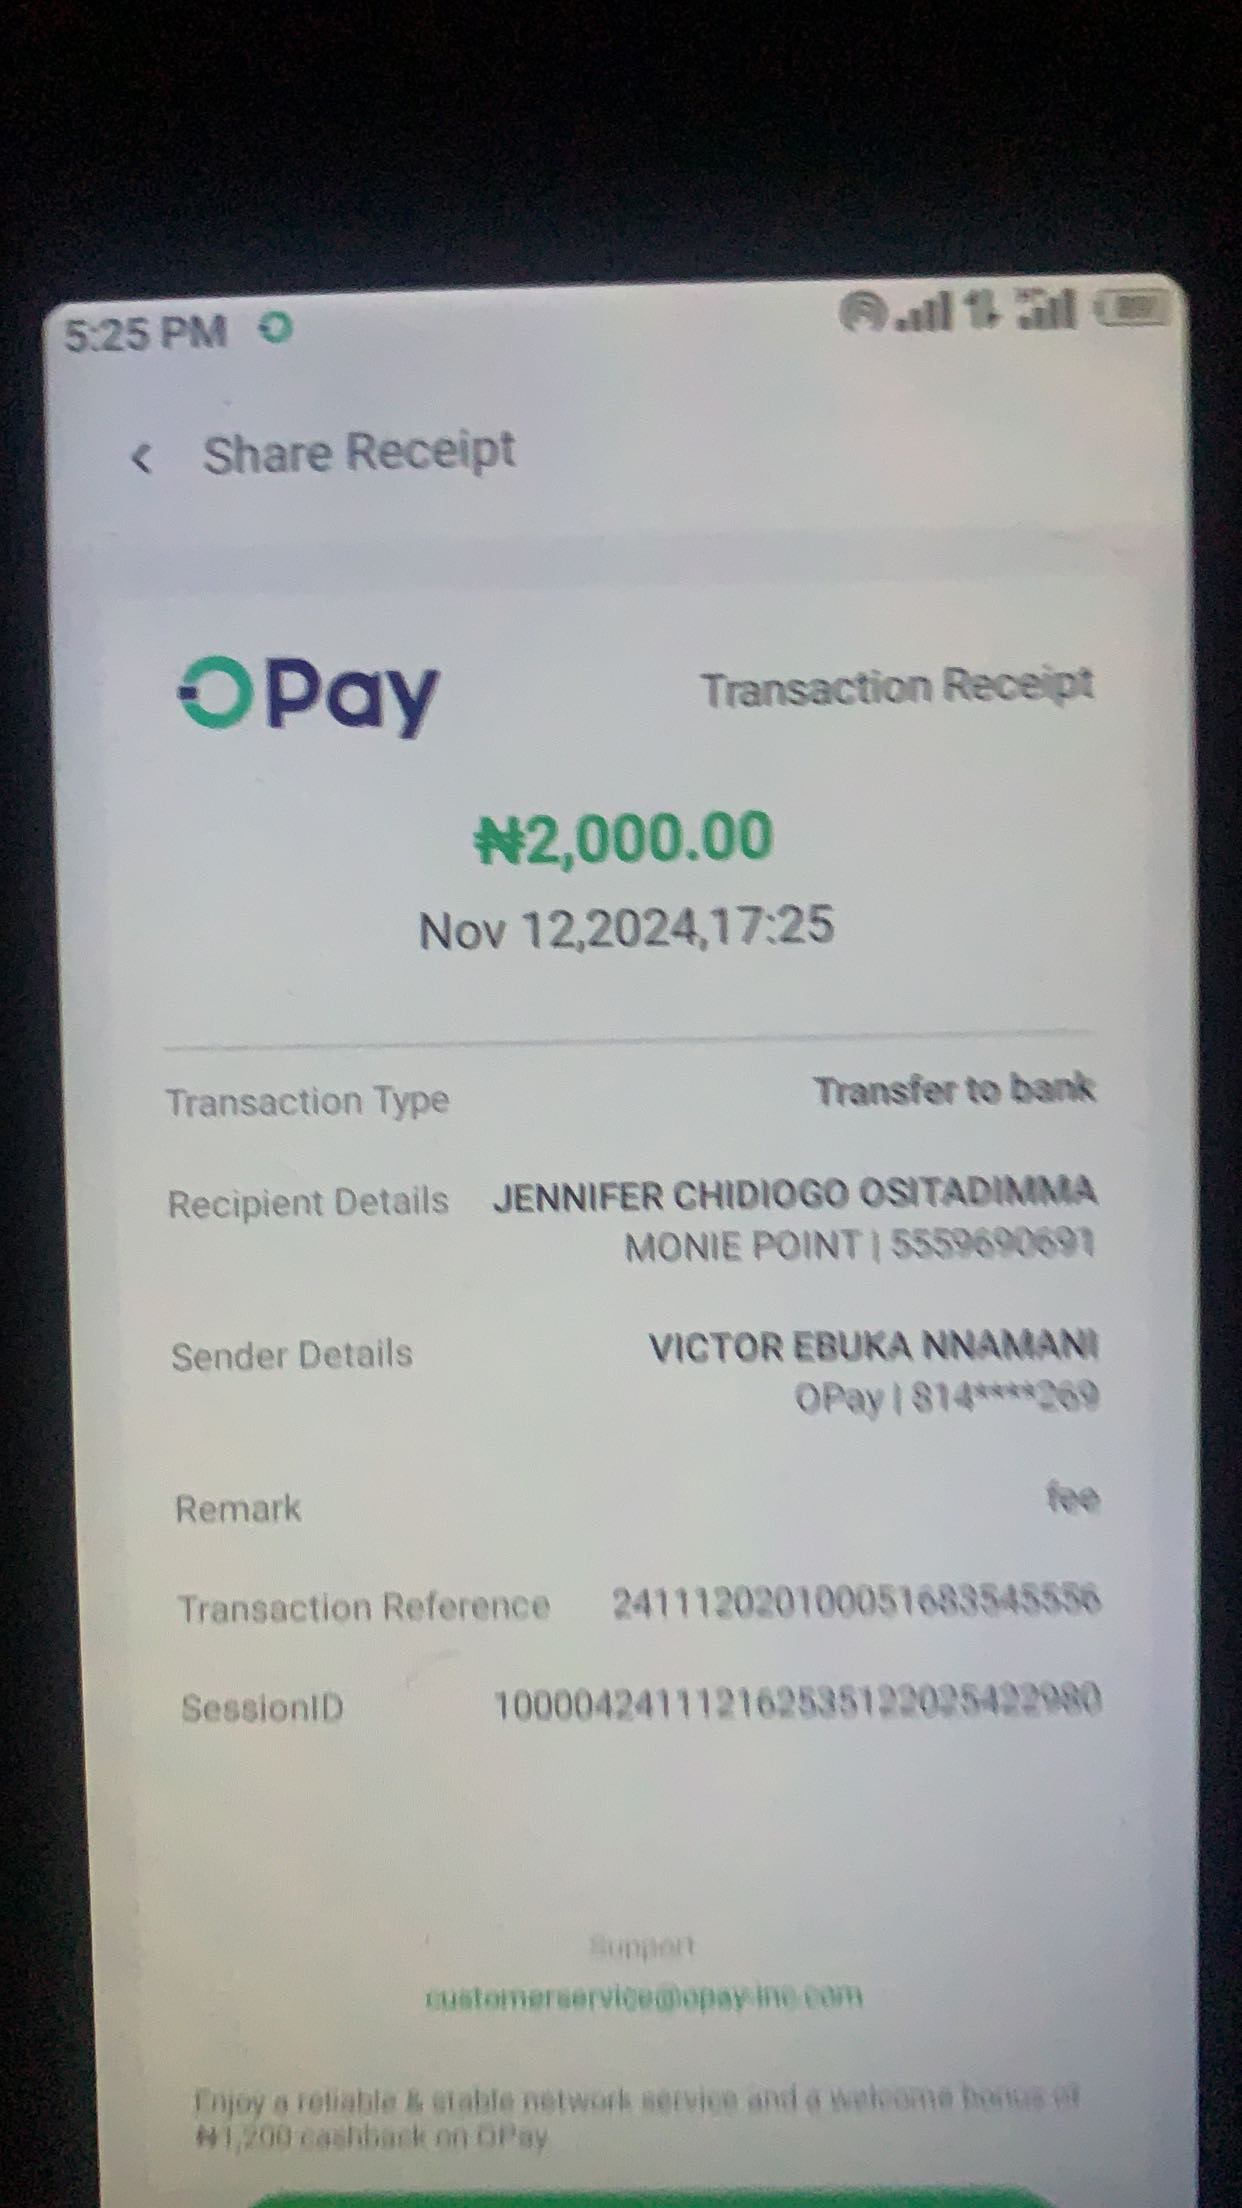 5:25 PM
Share Receipt
OPay
Transaction Receipt
₦2,000.00
Nov 12,2024,17:25
Transaction Type Transfer to bank
Recipient Details JENNIFER CHIDIOGO OSITADIMMA
MONIE POINT | 5559690691
Sender Details VICTOR EBUKA NNAMANI
OPay | 814****269
Remark fee
Transaction Reference 241112020100051683545556
SessionID 100004241112162535122025422980
Support
customerservice@opay-inc.com
Enjoy a reliable & stable network service and a welcome bonus of
₦1,200 cashback on OPay